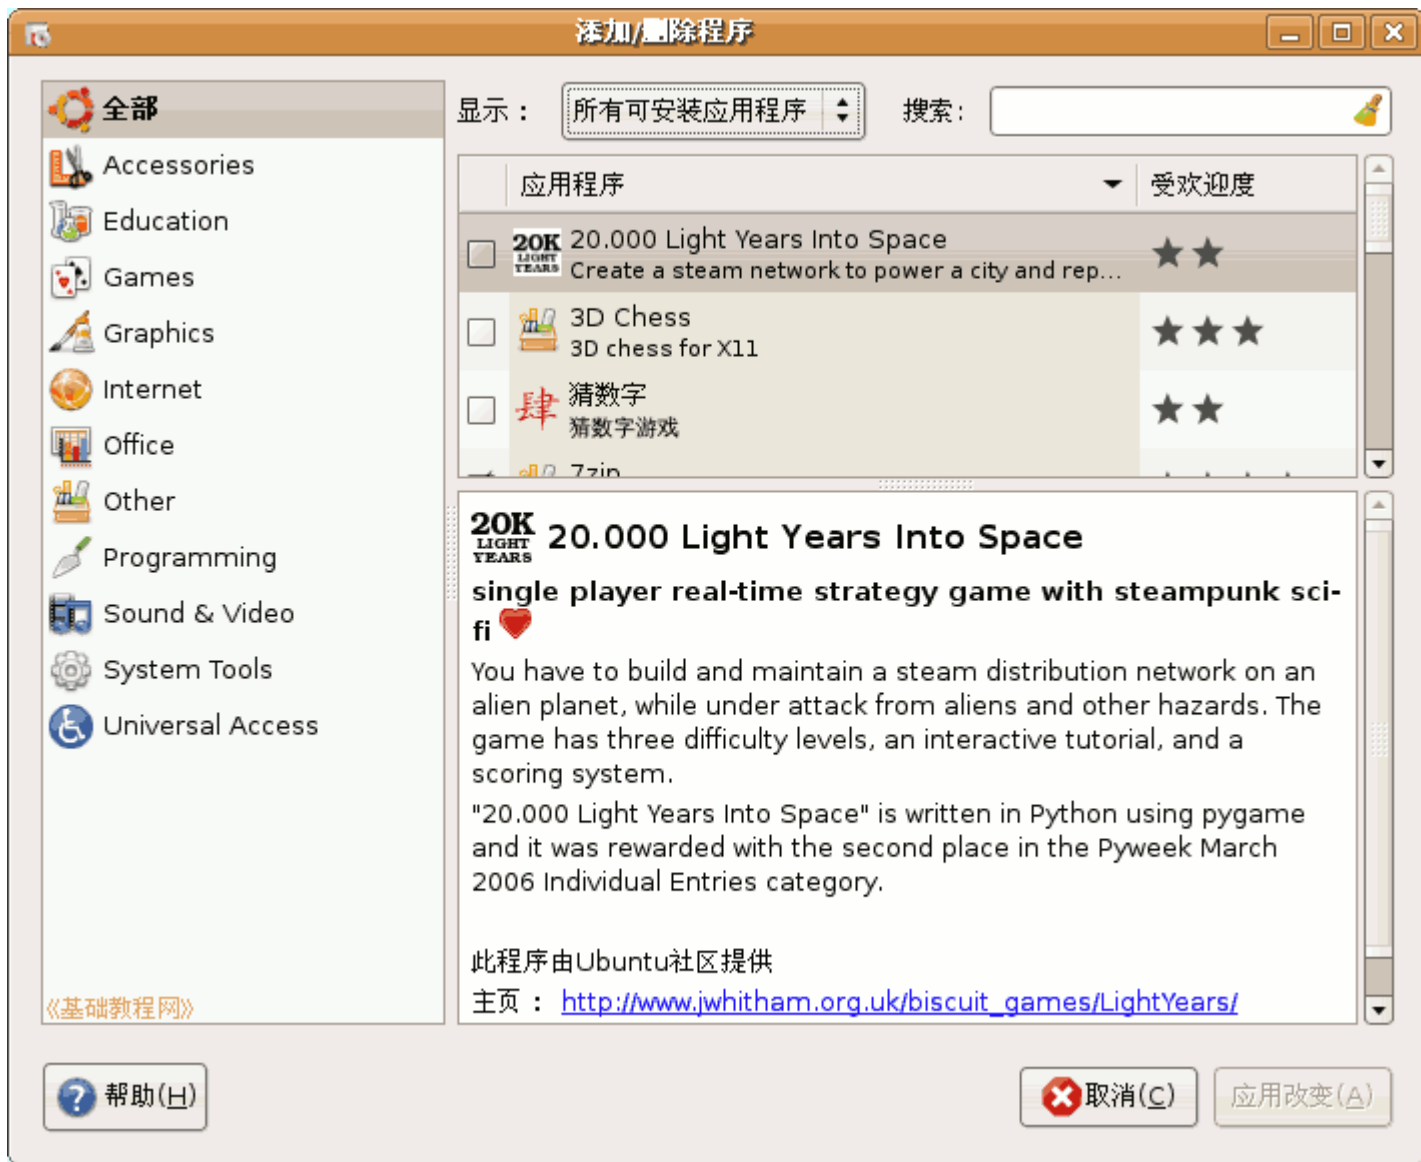 添加/删除程序
全部
Accessories
Education
Games
Graphics
Internet
Office
Other
Programming
Sound & Video
System Tools
Universal Access
《基础教程网》
显示： 所有可安装应用程序 搜索：
应用程序 受欢迎度
20K LIGHT YEARS
20.000 Light Years Into Space
Create a steam network to power a city and rep...
3D Chess
3D chess for X11
肆
猜数字
猜数字游戏
7zip
20K LIGHT YEARS
20.000 Light Years Into Space
single player real-time strategy game with steampunk sci-
fi
You have to build and maintain a steam distribution network on an
alien planet, while under attack from aliens and other hazards. The
game has three difficulty levels, an interactive tutorial, and a
scoring system.
"20.000 Light Years Into Space" is written in Python using pygame
and it was rewarded with the second place in the Pyweek March
2006 Individual Entries category.
此程序由Ubuntu社区提供
主页： http://www.jwhitham.org.uk/biscuit_games/LightYears/
帮助(H) 取消(C) 应用改变(A)